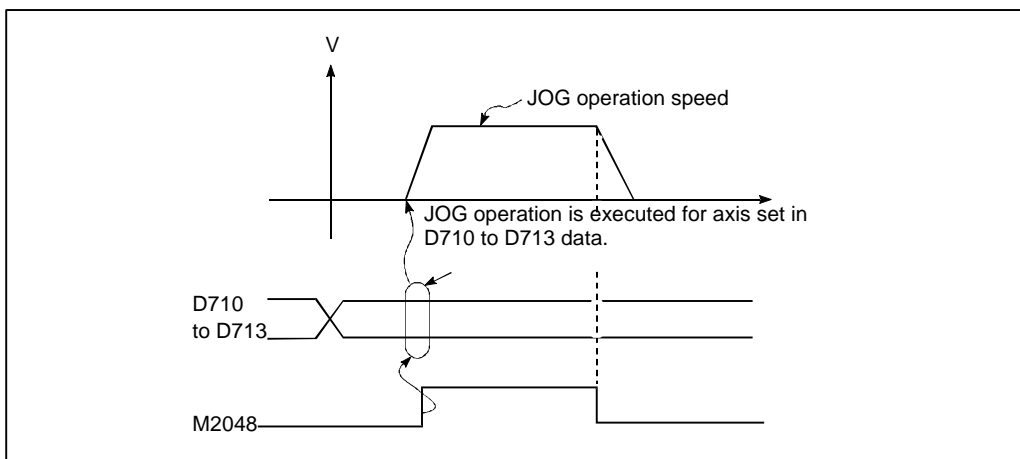 V
JOG operation speed
JOG operation is executed for axis set in
D710 to D713 data.
D710
to D713
M2048